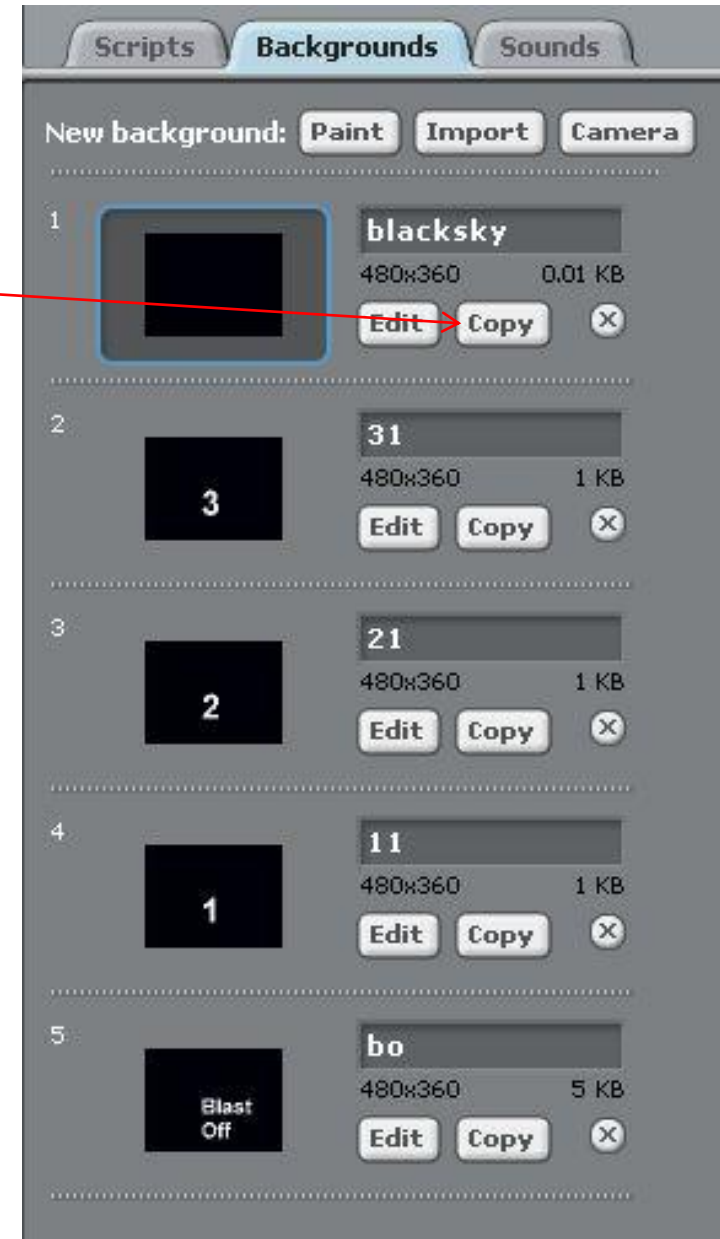 Scripts Backgrounds Sounds
New background: Paint Import Camera
1
blacksky
480x360 0.01 KB
Edit Copy
2
3
31
480x360 1 KB
Edit Copy
3
2
21
480x360 1 KB
Edit Copy
4
1
11
480x360 1 KB
Edit Copy
5
Blast
Off
bo
480x360 5 KB
Edit Copy